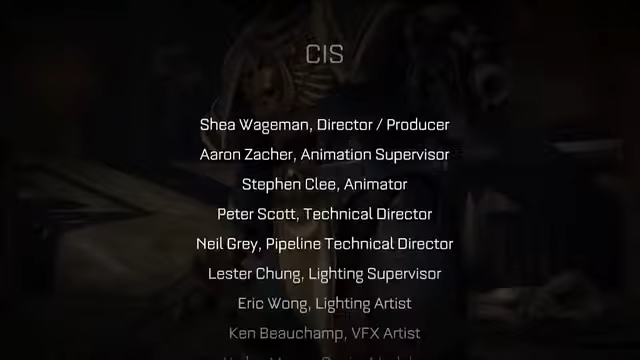 CIS
Shea Wageman, Director / Producer
Aaron Zacher, Animation Supervisor
Stephen Clee, Animator
Peter Scott, Technical Director
Neil Grey, Pipeline Technical Director
Lester Chung, Lighting Supervisor
Eric Wong, Lighting Artist
Ken Beauchamp, VFX Artist